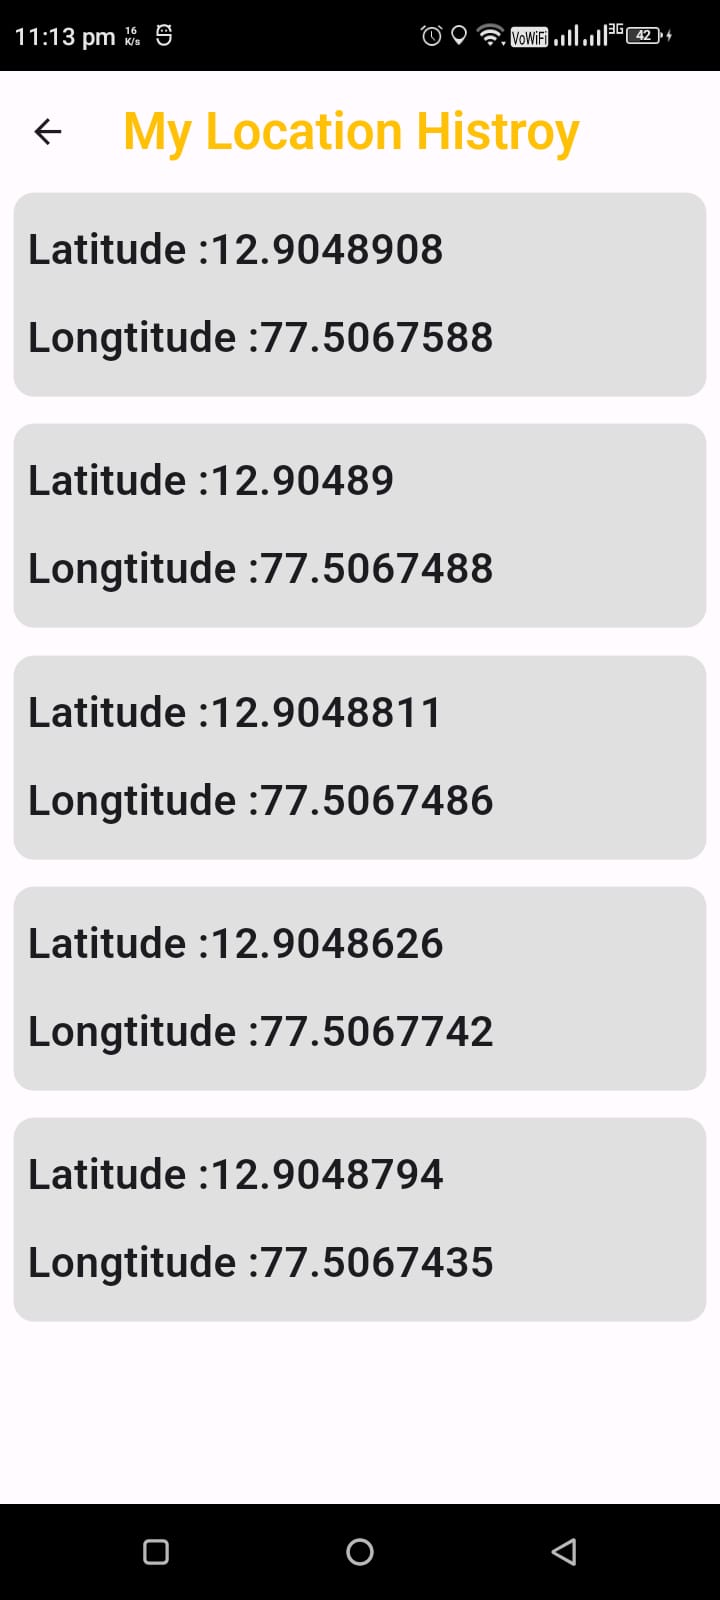 11:13 pm 16 K/s VoWiFi 3G 42
My Location Histroy
Latitude :12.9048908
Longtitude :77.5067588
Latitude :12.90489
Longtitude :77.5067488
Latitude :12.9048811
Longtitude :77.5067486
Latitude :12.9048626
Longtitude :77.5067742
Latitude :12.9048794
Longtitude :77.5067435